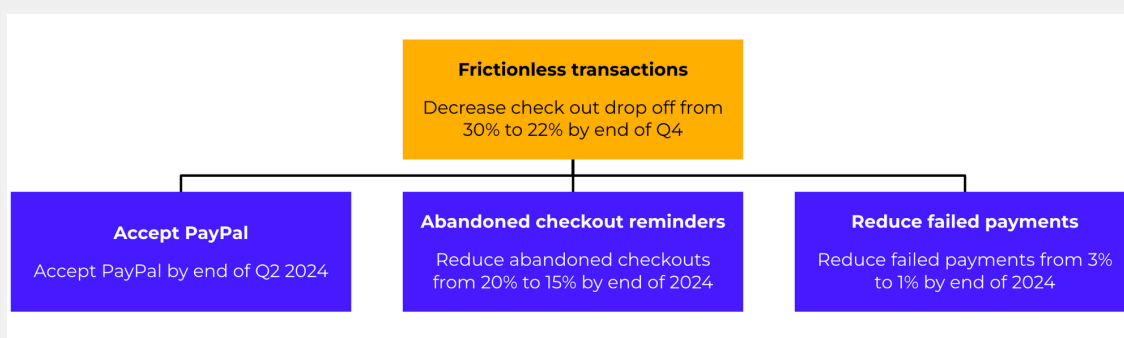 Frictionless transactions
Decrease check out drop off from
30% to 22% by end of Q4
Accept PayPal
Accept PayPal by end of Q2 2024
Abandoned checkout reminders
Reduce abandoned checkouts
from 20% to 15% by end of 2024
Reduce failed payments
Reduce failed payments from 3%
to 1% by end of 2024